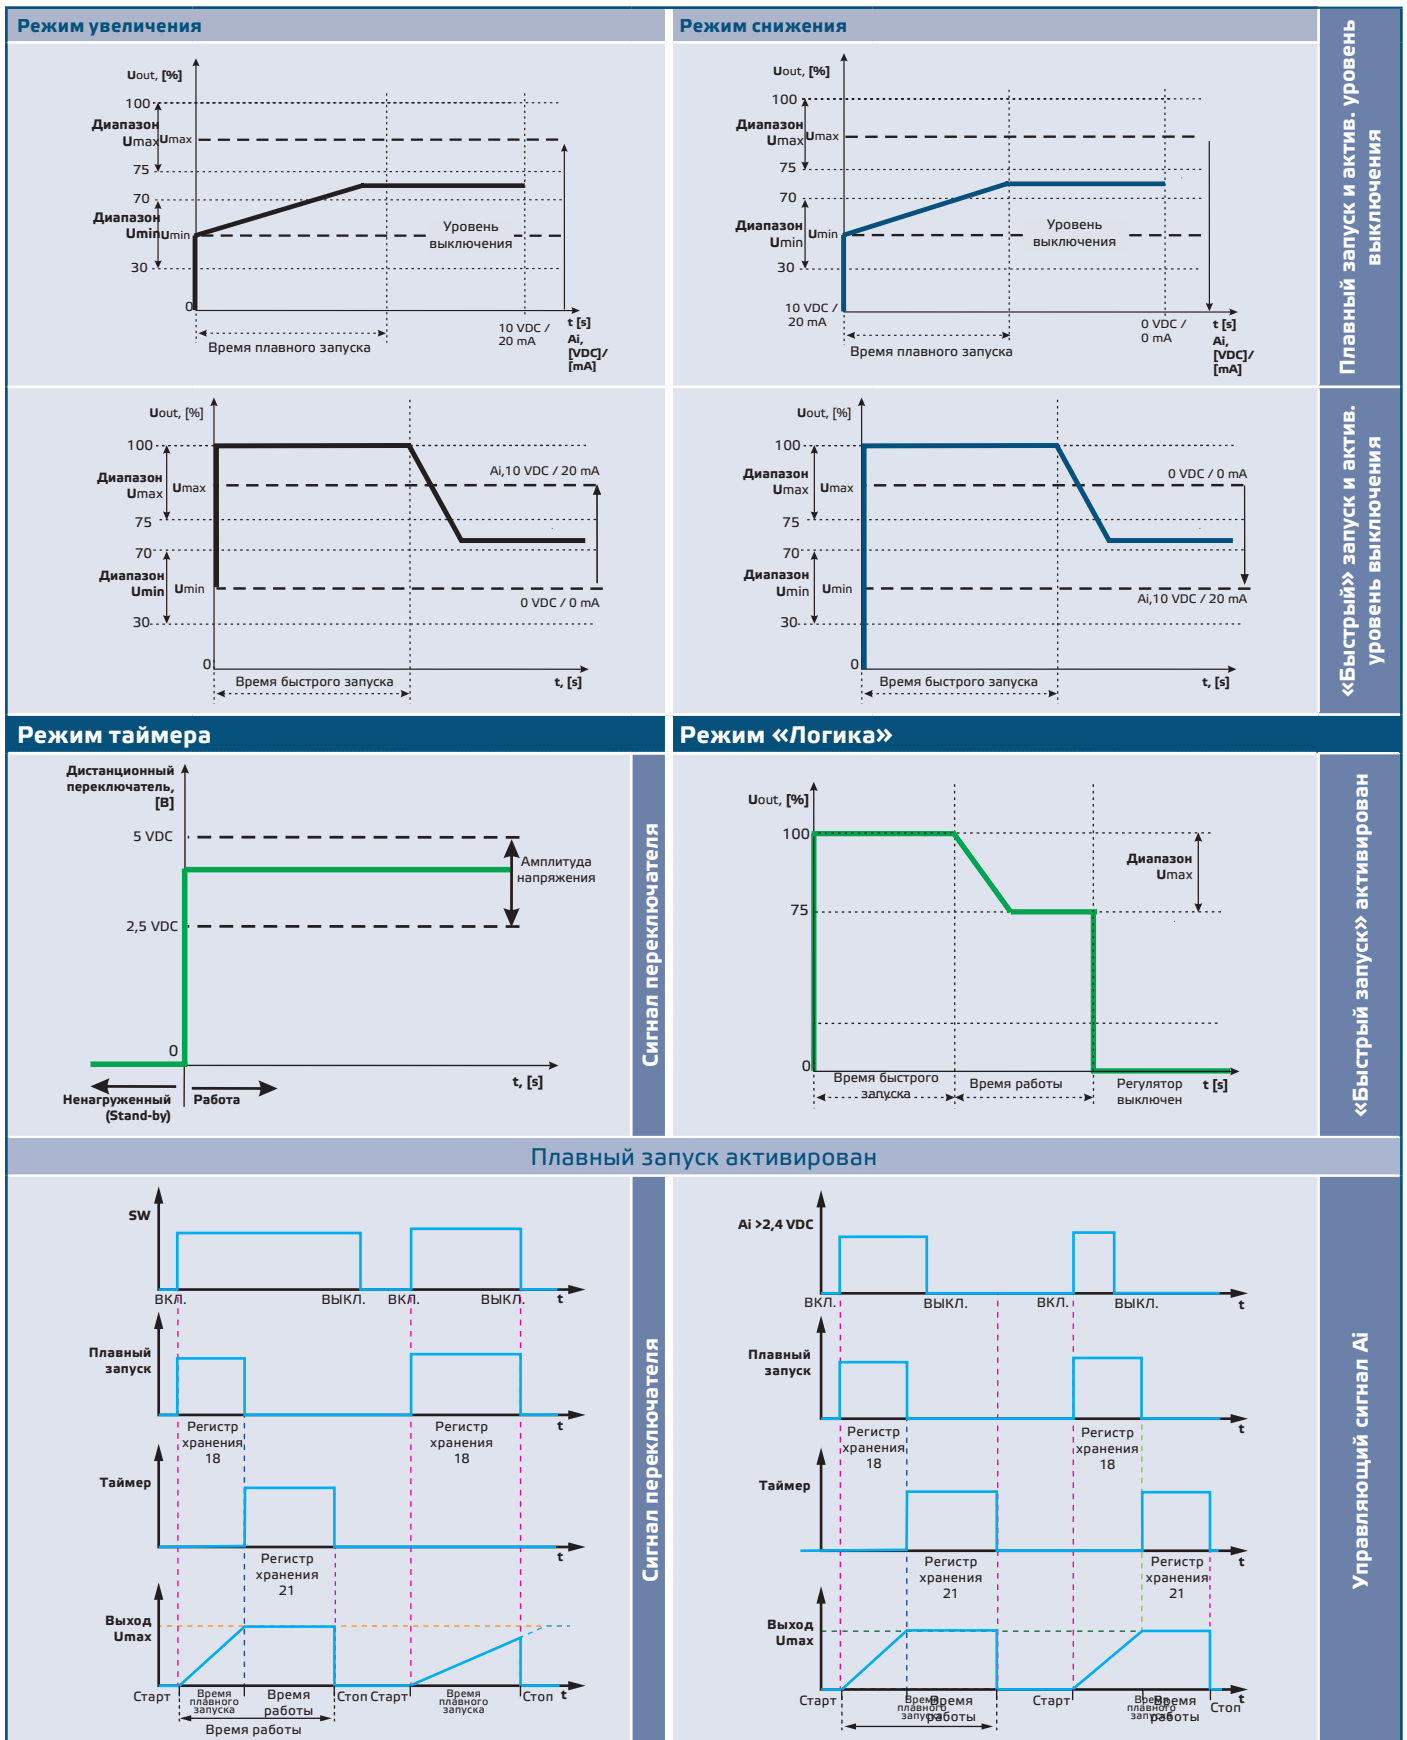 Режим увеличения
Uout, [%]
100
Диапазон
Umax
Umax
75
70
Диапазон
Umin
Umin
30
0
Уровень
выключения
Время плавного запуска
10 VDC /
20 mA
t [s]
Ai,
[VDC]/
[mA]
Режим снижения
Uout, [%]
100
Диапазон
Umax
Umax
75
70
Диапазон
Umin
Umin
30
10 VDC /
20 mA
Уровень
выключения
Время плавного запуска
0 VDC /
0 mA
t [s]
Ai,
[VDC]/
[mA]
Плавный запуск и актив. уровень
выключения
Uout, [%]
100
Диапазон
Umax
Umax
75
70
Диапазон
Umin
Umin
30
0
Ai,10 VDC / 20 mA
0 VDC / 0 mA
Время быстрого запуска
t, [s]
Uout, [%]
100
Диапазон
Umax
Umax
75
70
Диапазон
Umin
Umin
30
0
0 VDC / 0 mA
Ai,10 VDC / 20 mA
Время быстрого запуска
t, [s]
«Быстрый» запуск и актив.
уровень выключения
Режим таймера
Дистанционный
переключатель,
[В]
5 VDC
2,5 VDC
0
Амплитуда
напряжения
t, [s]
Ненагруженный
(Stand-by)
Работа
Сигнал переключателя
Режим «Логика»
Uout, [%]
100
75
0
Диапазон
Umax
Время быстрого
запуска
Время работы
Регулятор
выключен
t [s]
«Быстрый запуск» активирован
Плавный запуск активирован
SW
ВКЛ.
ВЫКЛ.
ВКЛ.
ВЫКЛ.
t
Плавный
запуск
Регистр
хранения
18
Регистр
хранения
18
t
Таймер
Регистр
хранения
21
t
Выход
Umax
Старт
Время
плавного
запуска
Время
работы
Стоп
Старт
Время
плавного
запуска
Стоп
t
Время работы
Сигнал переключателя
Ai >2,4 VDC
ВКЛ.
ВЫКЛ.
ВКЛ.
ВЫКЛ.
t
Плавный
запуск
Регистр
хранения
18
Регистр
хранения
18
t
Таймер
Регистр
хранения
21
Регистр
хранения
21
t
Выход
Umax
Старт
Время
плавного
запуска
Время
работы
Старт
Время
плавного
запуска
Время
работы
Стоп
t
Управляющий сигнал Ai